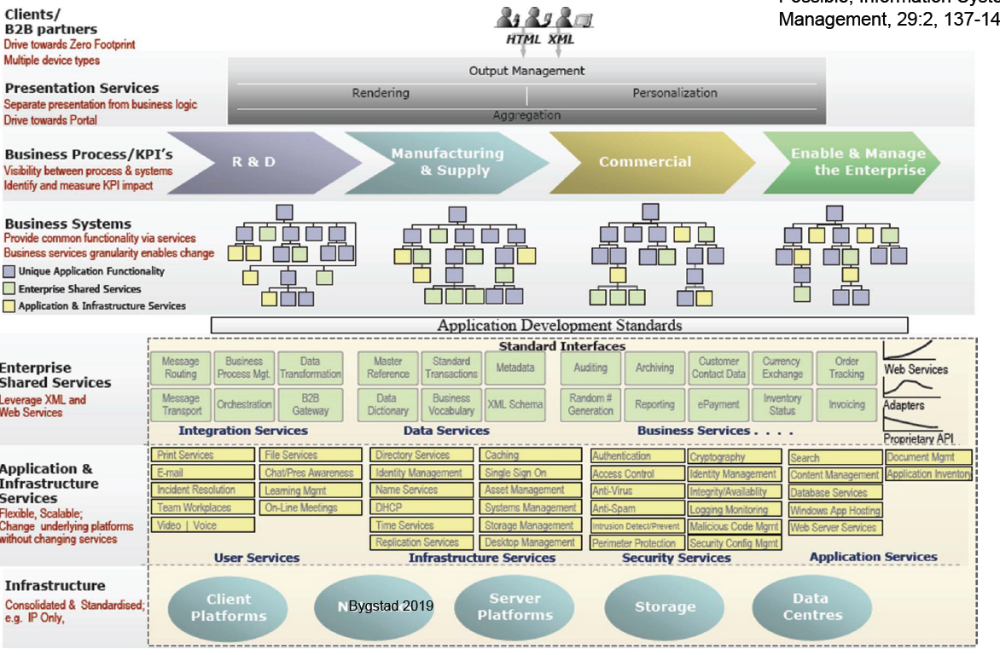 Management, 29:2, 137-14
Clients/
B2B partners
Drive towards Zero Footprint
Multiple device types
HTML XML
Presentation Services
Separate presentation from business logic
Drive towards Portal
Output Management
Rendering
Personalization
Aggregation
Business Process/KPI's
Visibility between process & systems
Identify and measure KPI impact
R & D
Manufacturing
& Supply
Commercial
Enable & Manage
the Enterprise
Business Systems
Provide common functionality via services
Business services granularity enables change
Unique Application Functionality
Enterprise Shared Services
Application & Infrastructure Services
Application Development Standards
Enterprise
Shared Services
Leverage XML and
Web Services
Standard Interfaces
Message
Routing
Business
Process Mgt.
Data
Transformation
Message
Transport
Orchestration
B2B
Gateway
Integration Services
Master
Reference
Standard
Transactions
Metadata
Data
Dictionary
Business
Vocabulary
XML Schema
Data Services
Auditing
Archiving
Customer
Contact Data
Currency
Exchange
Order
Tracking
Random #
Generation
Reporting
ePayment
Inventory
Status
Invoicing
Business Services . . . .
Web Services
Adapters
Proprietary API
Application &
Infrastructure
Services
Flexible, Scalable;
Change underlying platforms
without changing services
Print Services
E-mail
Incident Resolution
Team Workplaces
Video | Voice
File Services
Chat/Pres Awareness
Learning Mgmt
On-Line Meetings
User Services
Directory Services
Identity Management
Name Services
DHCP
Time Services
Replication Services
Caching
Single Sign On
Asset Management
Systems Management
Storage Management
Desktop Management
Infrastructure Services
Authentication
Access Control
Anti-Virus
Anti-Spam
Intrusion Detect/Prevent
Perimeter Protection
Cryptography
Identity Management
Integrity/Availablity
Logging Monitoring
Malicious Code Mgmt
Security Config Mgmt
Security Services
Search
Content Management
Database Services
Windows App Hosting
Web Server Services
Document Mgmt
Application Inventory
Application Services
Infrastructure
Consolidated & Standardised;
e.g. IP Only,
Client
Platforms
Bygstad 2019
Server
Platforms
Storage
Data
Centres